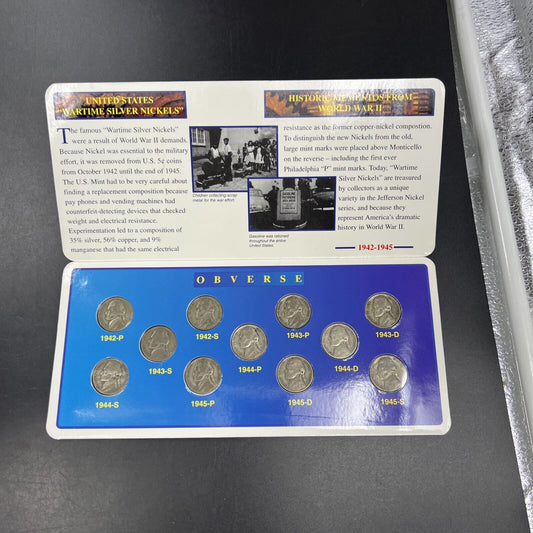 UNITED STATES
"WARTIME SILVER NICKELS"
The famous "Wartime Silver Nickels"
were a result of World War II demands.
Because Nickel was essential to the military
effort, it was removed from U.S. 5¢ coins
from October 1942 until the end of 1945.
The U.S. Mint had to be very careful about
finding a replacement composition because
pay phones and vending machines had
counterfeit-detecting devices that checked
weight and electrical resistance.
Experimentation led to a composition of
35% silver, 56% copper, and 9%
manganese that had the same electrical
Children collecting scrap
metal for the war effort.
Gasoline was rationed
throughout the entire
United States
HISTORIC MEMENTOS FROM
WORLD WAR II
resistance as the former copper-nickel compostion.
To distinguish the new Nickels from the old,
large mint marks were placed above Monticello
on the reverse – including the first ever
Philadelphia "P" mint marks. Today, "Wartime
Silver Nickels" are treasured
by collectors as a unique
variety in the Jefferson Nickel
series, and because they
represent America's dramatic
history in World War II.
1942-1945
OBVERSE
1942-P
1942-S
1943-P
1943-D
1943-S
1944-P
1944-D
1944-S
1945-P
1945-D
1945-S